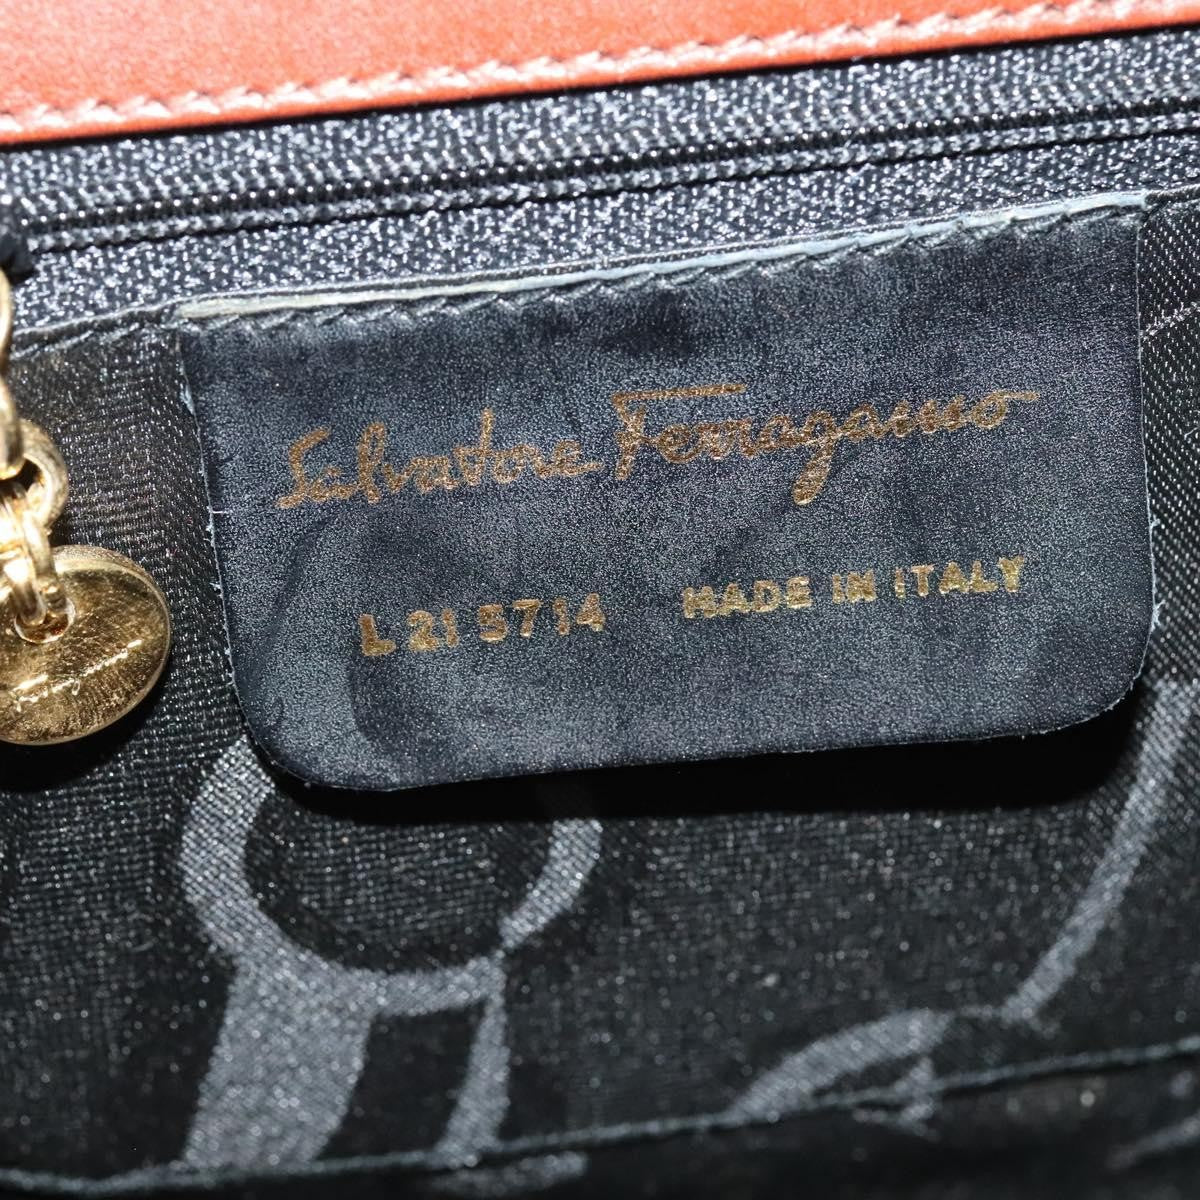 Salvatore Ferragamo
L 21 5714 MADE IN ITALY